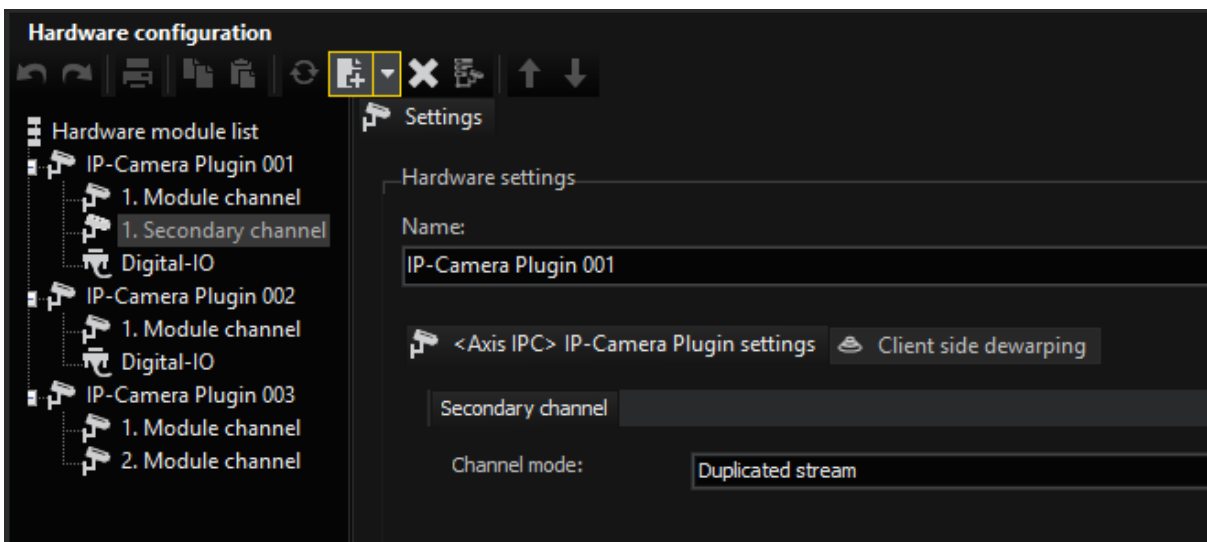 Hardware configuration
Settings
Hardware module list
IP-Camera Plugin 001
1. Module channel
1. Secondary channel
Digital-IO
IP-Camera Plugin 002
1. Module channel
Digital-IO
IP-Camera Plugin 003
1. Module channel
2. Module channel
Hardware settings
Name:
IP-Camera Plugin 001
<Axis IPC> IP-Camera Plugin settings
Client side dewarping
Secondary channel
Channel mode:
Duplicated stream